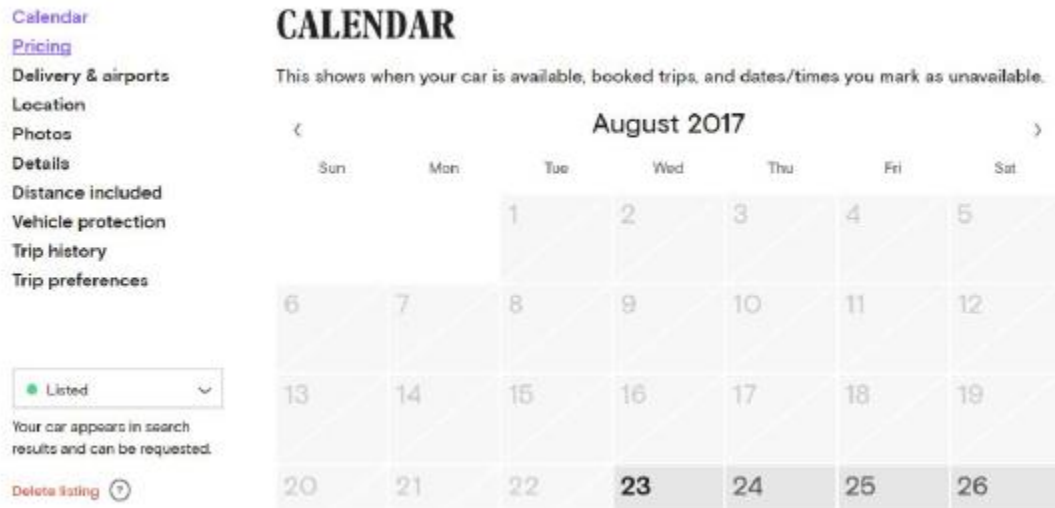 Calendar
Pricing
Delivery & airports
Location
Photos
Details
Distance included
Vehicle protection
Trip history
Trip preferences
Listed
Your car appears in search
results and can be requested.
Delete listing ?
CALENDAR
This shows when your car is available, booked trips, and dates/times you mark as unavailable.
‹ August 2017 ›
Sun Mon Tue Wed Thu Fri Sat
1 2 3 4 5
6 7 8 9 10 11 12
13 14 15 16 17 18 19
20 21 22 23 24 25 26